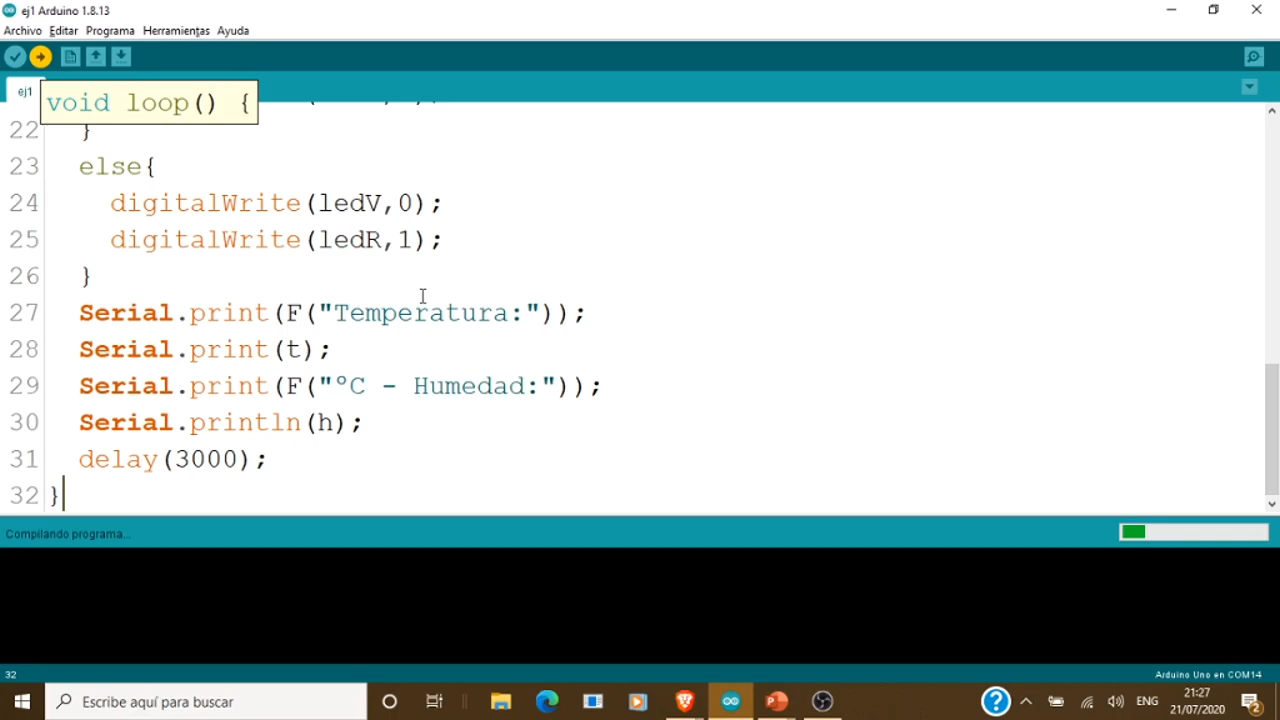 ej1 Arduino 1.8.13
Archivo Editar Programa Herramientas Ayuda
ej1
void loop() {
22 }
23 else{
24 digitalWrite(ledV,0);
25 digitalWrite(ledR,1);
26 }
27 Serial.print(F("Temperatura:"));
28 Serial.print(t);
29 Serial.print(F("ºC - Humedad:"));
30 Serial.println(h);
31 delay(3000);
32 }
Compilando programa...
32
Arduino Uno en COM14
Escribe aquí para buscar
ENG
21:27
21/07/2020
2